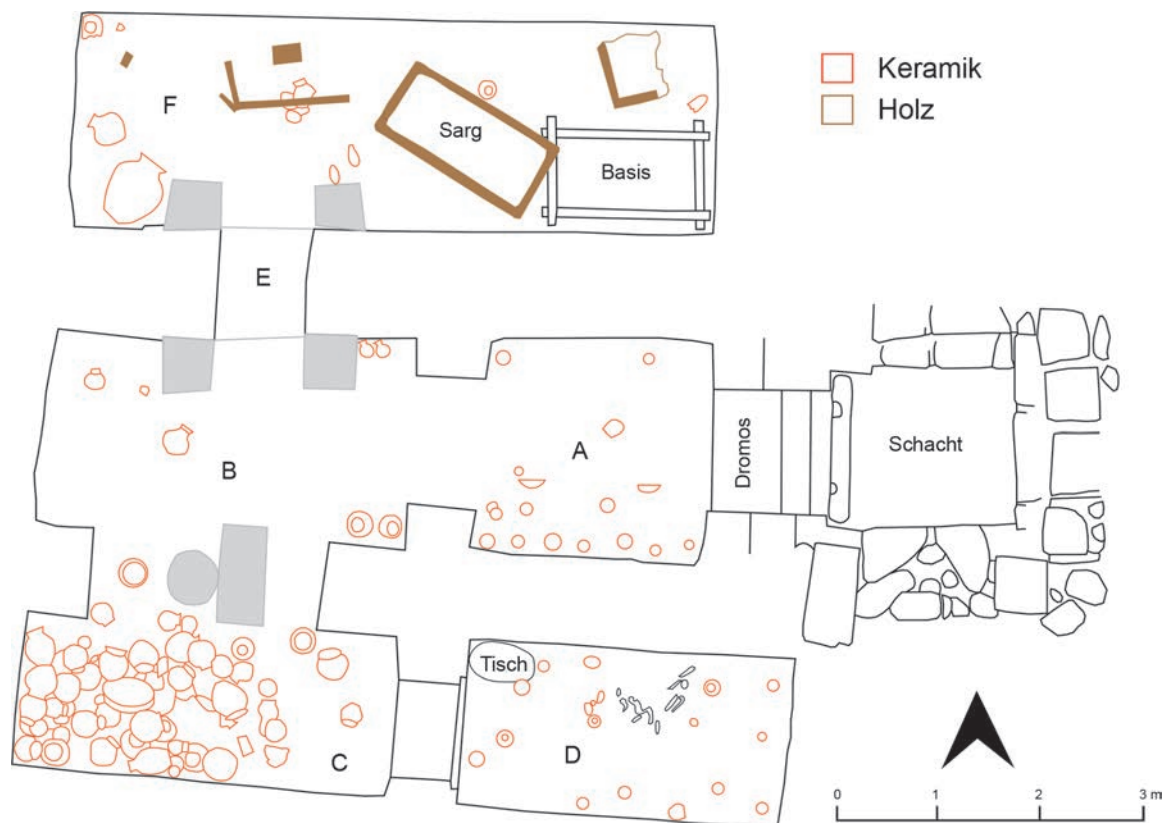 Keramik
Holz
F
Sarg
Basis
E
B
A
Dromos
Schacht
Tisch
C
D
0 1 2 3 m